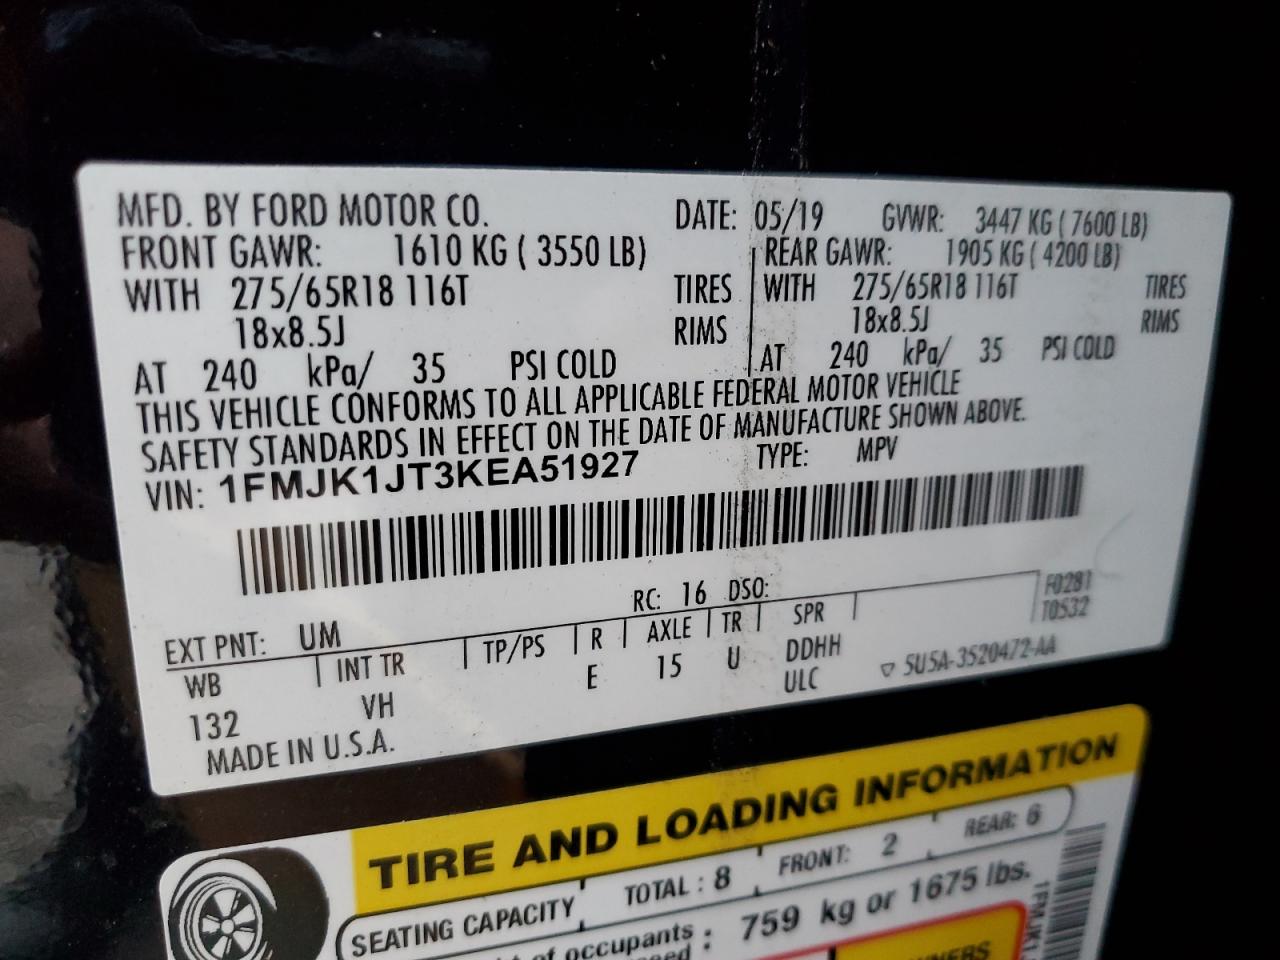 MFD. BY FORD MOTOR CO. DATE: 05/19 GVWR: 3447 KG ( 7600 LB)
FRONT GAWR: 1610 KG ( 3550 LB) REAR GAWR: 1905 KG ( 4200 LB)
WITH 275/65R18 116T TIRES WITH 275/65R18 116T TIRES
18x8.5J RIMS 18x8.5J RIMS
AT 240 kPa/ 35 PSI COLD AT 240 kPa/ 35 PSI COLD
THIS VEHICLE CONFORMS TO ALL APPLICABLE FEDERAL MOTOR VEHICLE
SAFETY STANDARDS IN EFFECT ON THE DATE OF MANUFACTURE SHOWN ABOVE.
VIN: 1FMJK1JT3KEA51927 TYPE: MPV
EXT PNT: UM RC: 16 DSO: F0281
T0532
WB INT TR TP/PS R AXLE TR SPR
132 VH E 15 U DDHH
ULC 5U5A-3520472-AA
MADE IN U.S.A.
TIRE AND LOADING INFORMATION
SEATING CAPACITY TOTAL : 8 FRONT: 2 REAR: 6
of occupants : 759 kg or 1675 lbs.